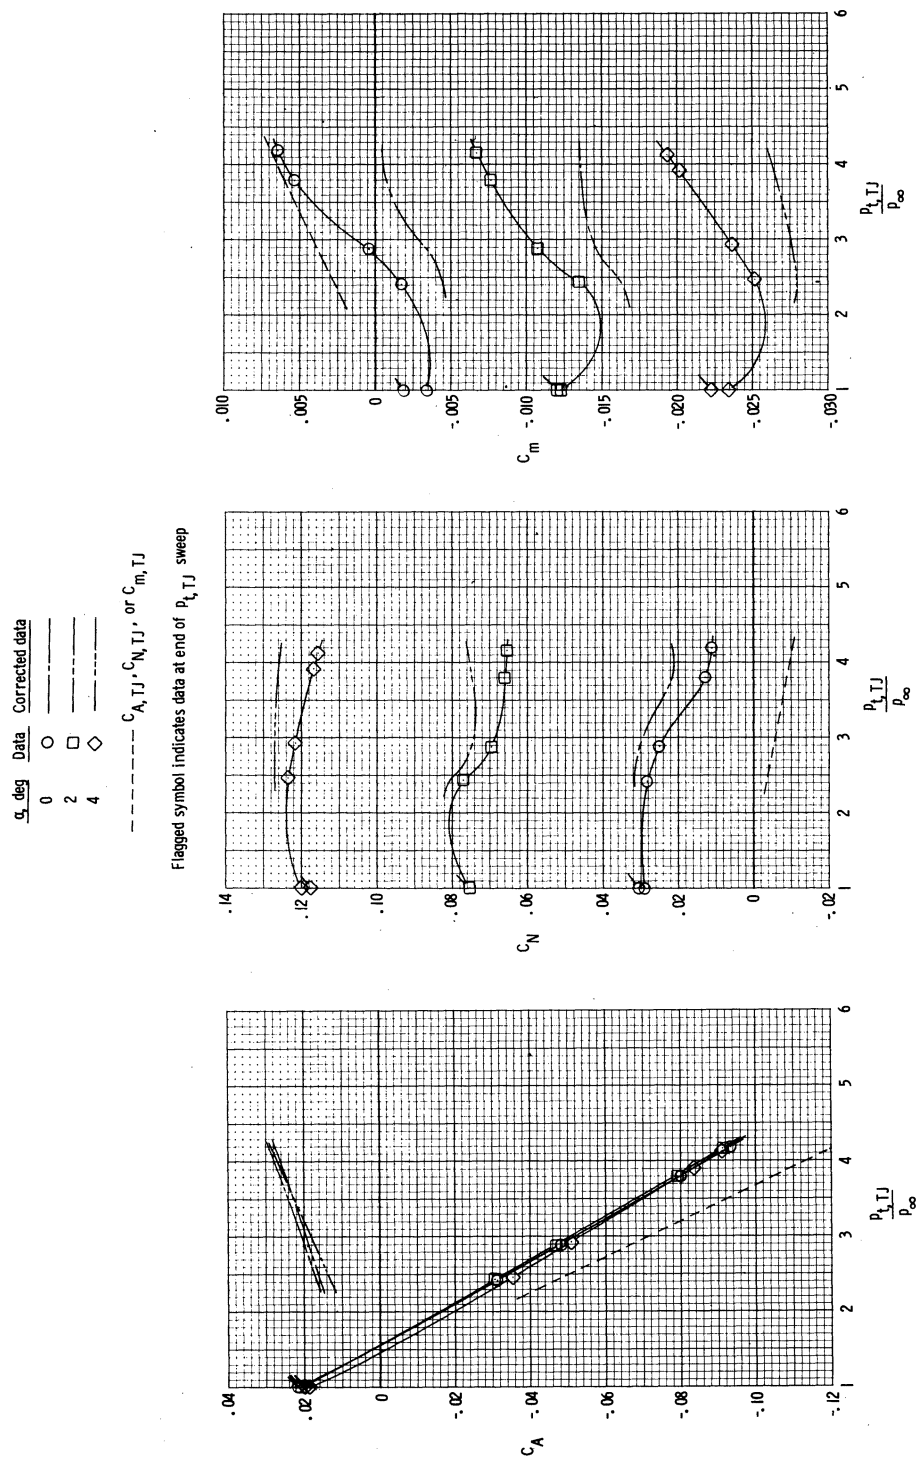 α, deg Data Corrected data
0
2
4
C_A,TJ, C_N,TJ, or C_m,TJ
Flagged symbol indicates data at end of p_t,TJ sweep
.04
.02
0
-.02
-.04
-.06
-.08
-.10
-.12
C_A
1 2 3 4 5 6
p_t,TJ
p_∞
.14
.12
.10
.08
.06
.04
.02
0
-.02
C_N
1 2 3 4 5 6
p_t,TJ
p_∞
.010
.005
0
-.005
-.010
-.015
-.020
-.025
-.030
C_m
1 2 3 4 5 6
p_t,TJ
p_∞